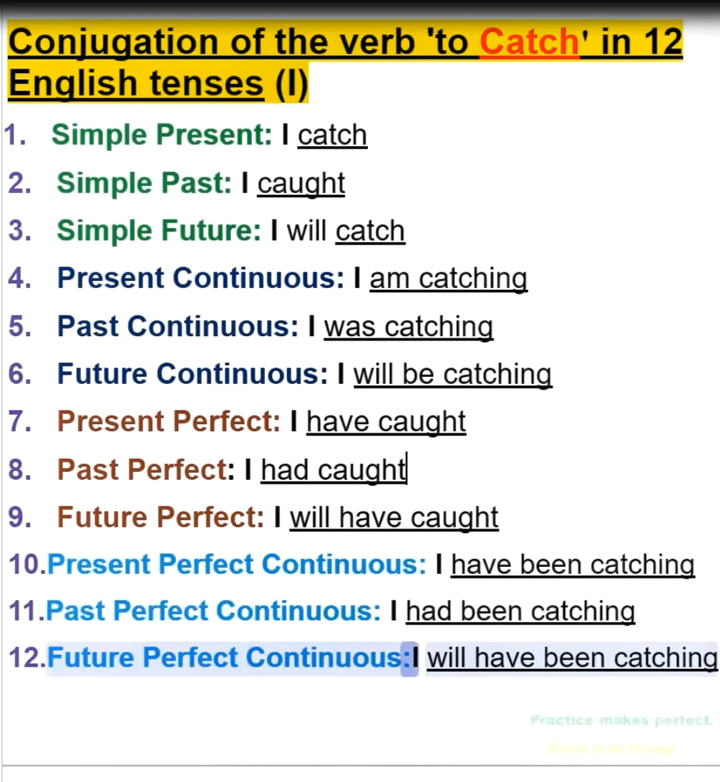 Conjugation of the verb 'to Catch' in 12
English tenses (I)
1. Simple Present: I catch
2. Simple Past: I caught
3. Simple Future: I will catch
4. Present Continuous: I am catching
5. Past Continuous: I was catching
6. Future Continuous: I will be catching
7. Present Perfect: I have caught
8. Past Perfect: I had caught
9. Future Perfect: I will have caught
10.Present Perfect Continuous: I have been catching
11.Past Perfect Continuous: I had been catching
12.Future Perfect Continuous:I will have been catching
Practice makes perfect.